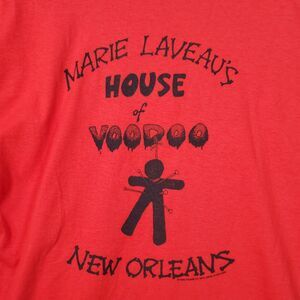 MARIE LAVEAU'S
HOUSE
of
VOODOO
NEW ORLEANS